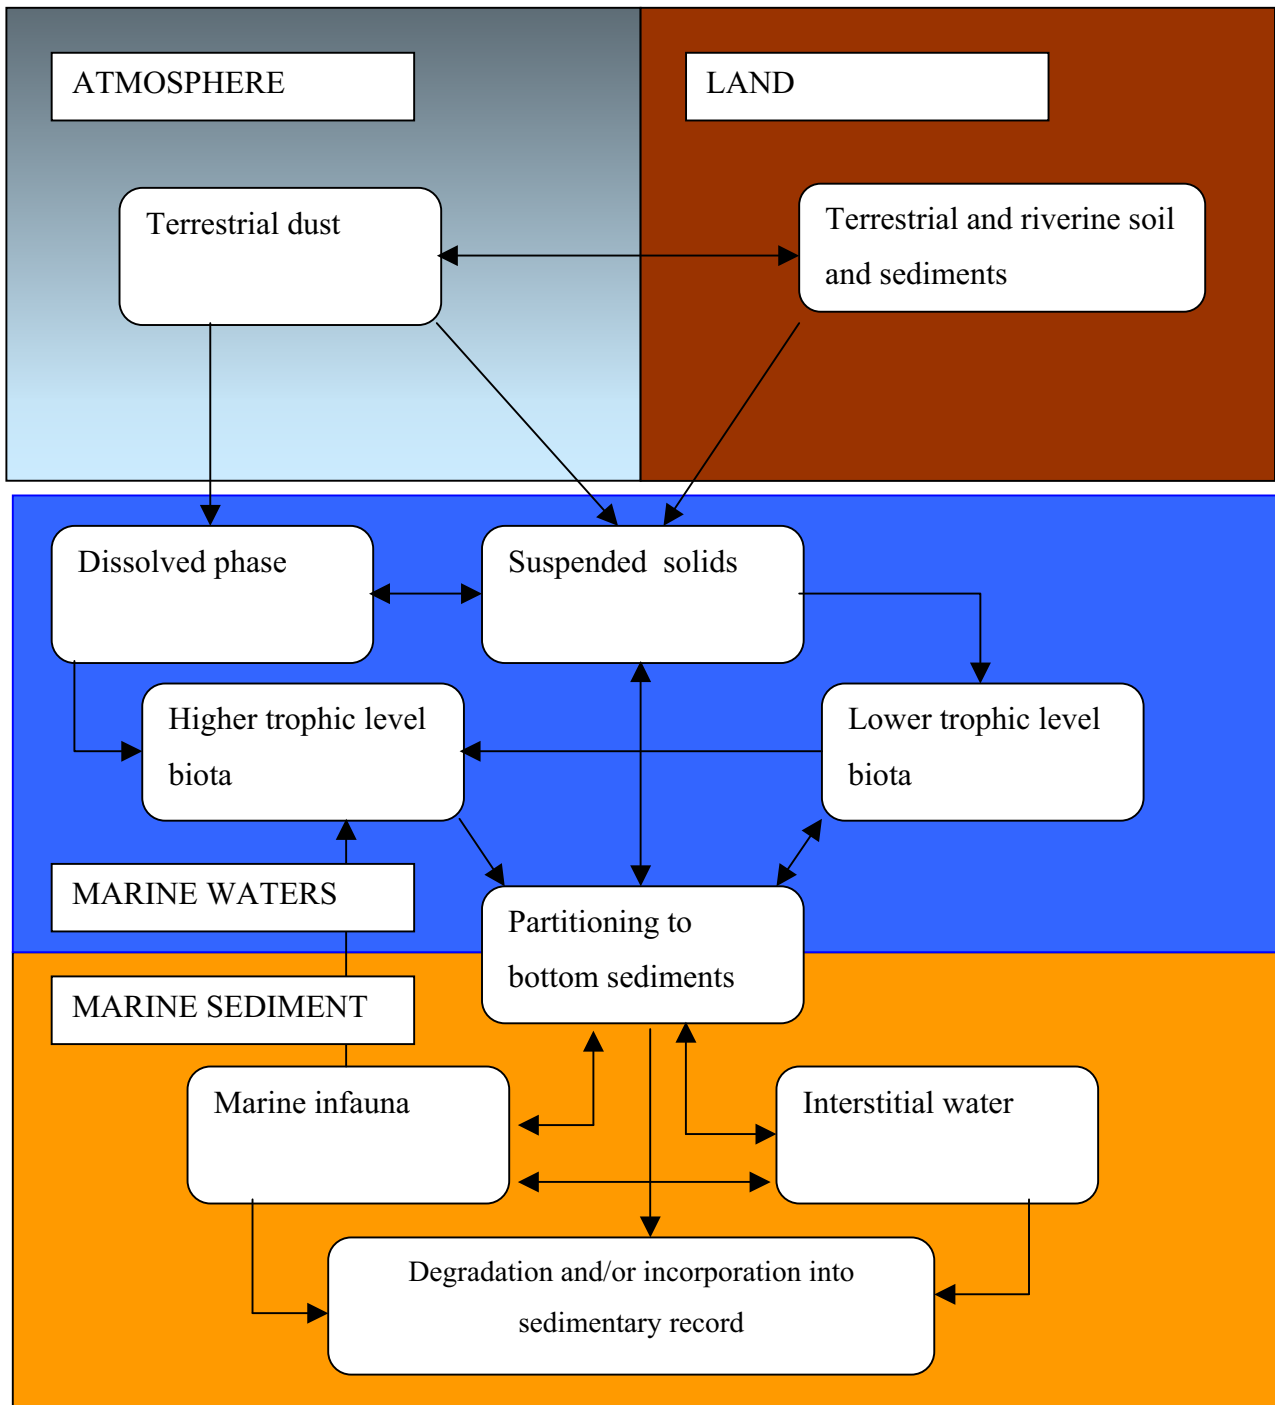 ATMOSPHERE
LAND
Terrestrial dust
Terrestrial and riverine soil
and sediments
Dissolved phase
Suspended solids
Higher trophic level
biota
Lower trophic level
biota
MARINE WATERS
Partitioning to
bottom sediments
MARINE SEDIMENT
Marine infauna
Interstitial water
Degradation and/or incorporation into
sedimentary record